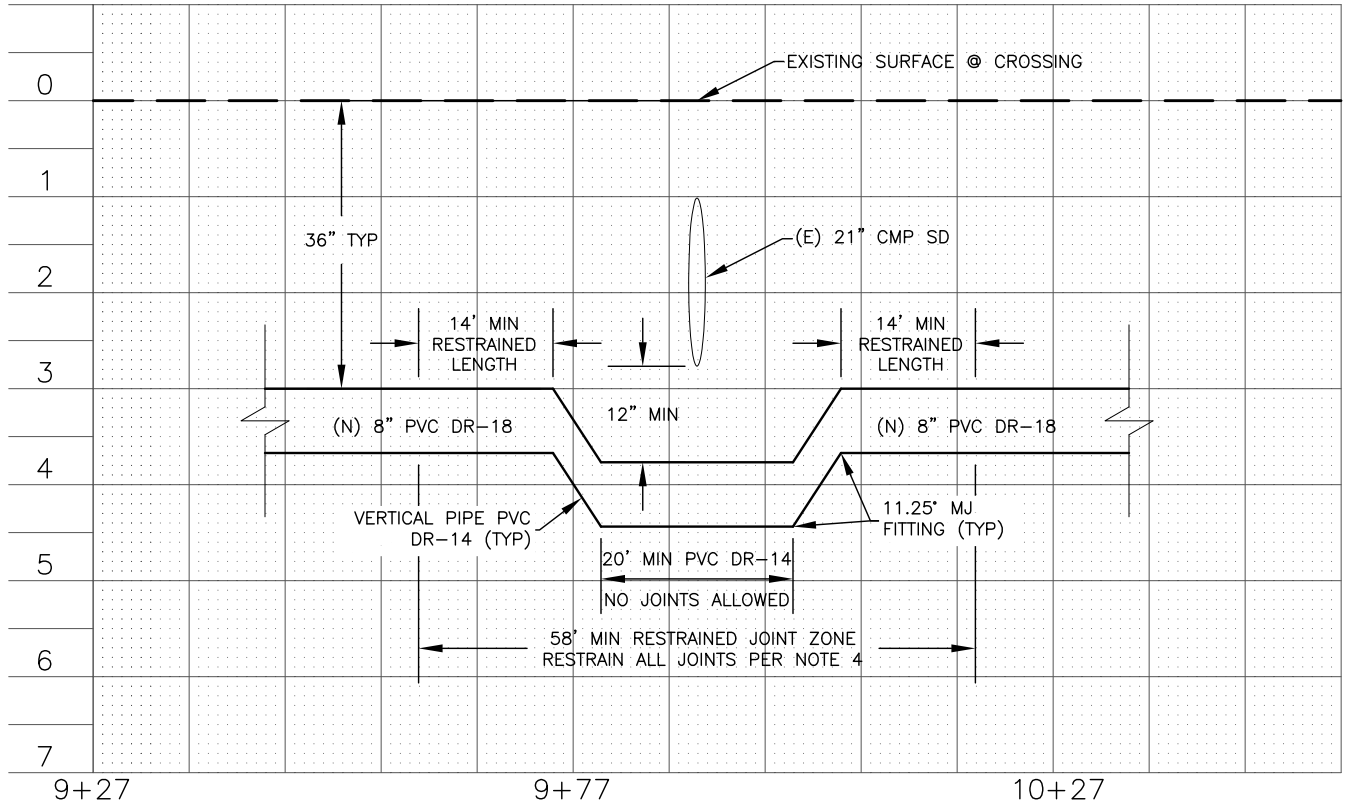 EXISTING SURFACE @ CROSSING
0
1
36” TYP
(E) 21” CMP SD
2
14’ MIN
RESTRAINED
LENGTH
14’ MIN
RESTRAINED
LENGTH
3
12” MIN
(N) 8” PVC DR–18
(N) 8” PVC DR–18
4
VERTICAL PIPE PVC
DR–14 (TYP)
11.25° MJ
FITTING (TYP)
5
20’ MIN PVC DR–14
NO JOINTS ALLOWED
58’ MIN RESTRAINED JOINT ZONE
RESTRAIN ALL JOINTS PER NOTE 4
6
7
9+27
9+77
10+27